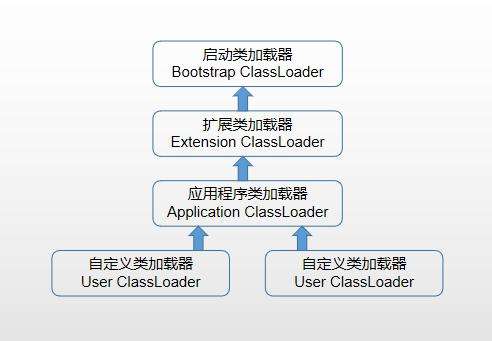 启动类加载器
Bootstrap ClassLoader
扩展类加载器
Extension ClassLoader
应用程序类加载器
Application ClassLoader
自定义类加载器
User ClassLoader
自定义类加载器
User ClassLoader